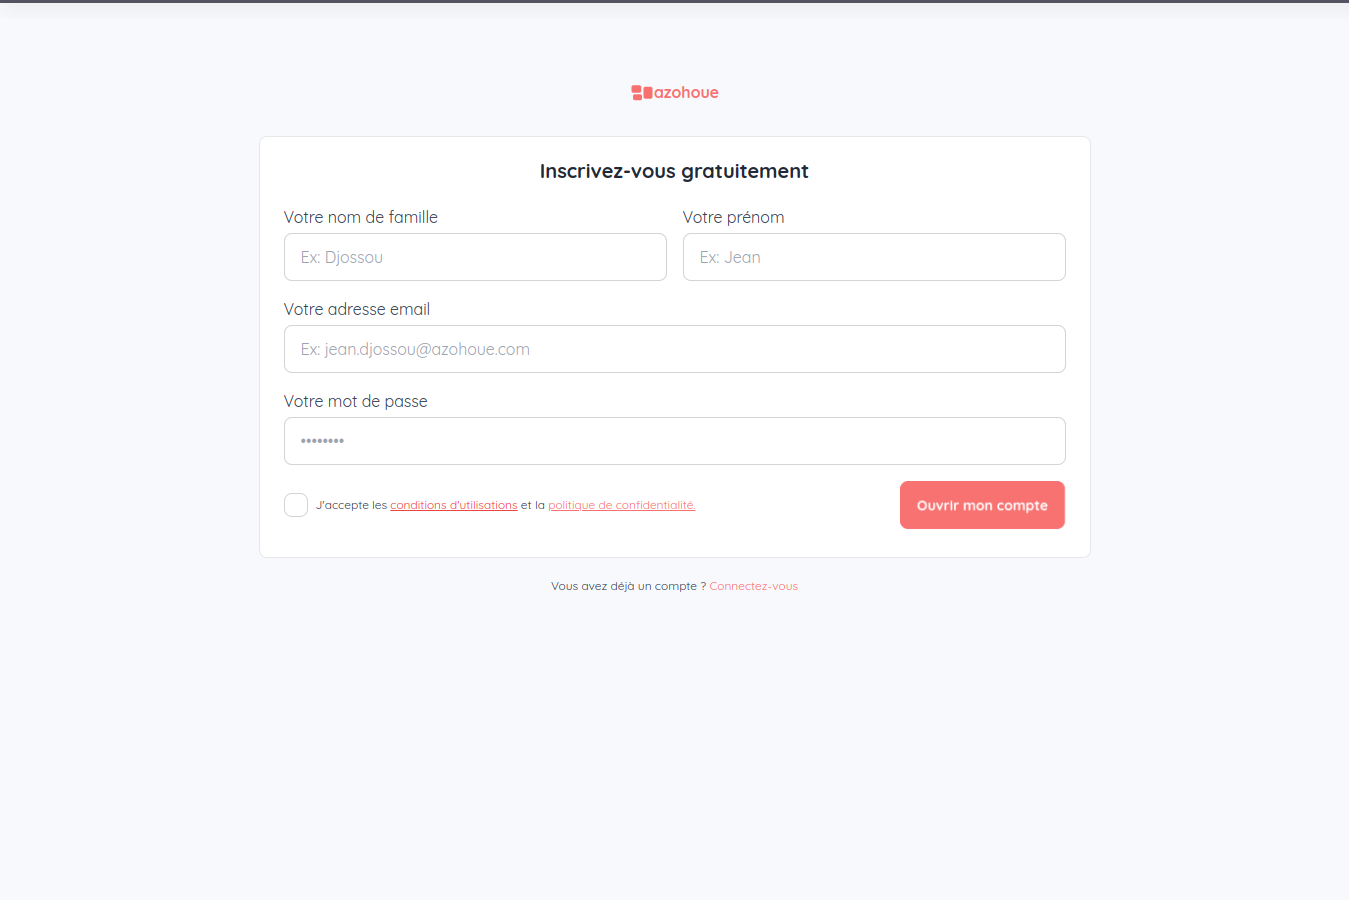 azohoue
Inscrivez-vous gratuitement
Votre nom de famille
Votre prénom
Ex: Djossou
Ex: Jean
Votre adresse email
Ex: jean.djossou@azohoue.com
Votre mot de passe
••••••••
J'accepte les conditions d'utilisations et la politique de confidentialité.
Ouvrir mon compte
Vous avez déjà un compte ? Connectez-vous